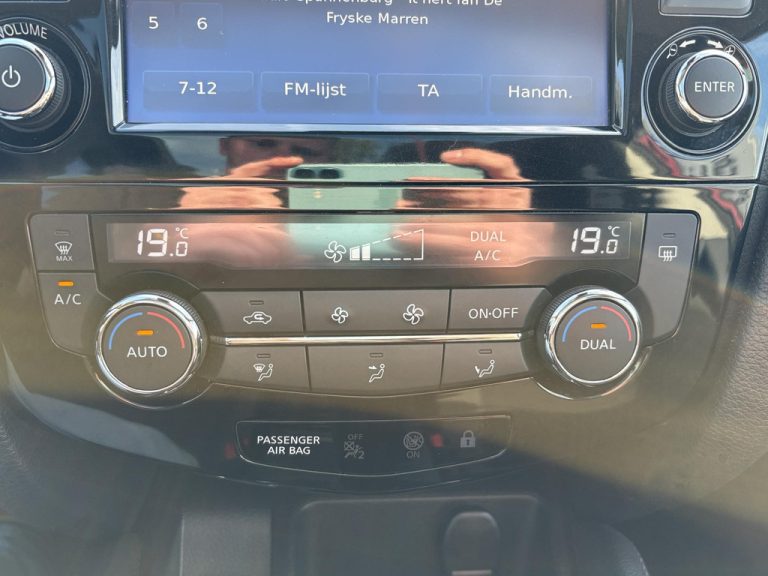 Fryske Marren
VOLUME
5 6
7-12 FM-lijst TA Handm.
ENTER
19.0 °C
DUAL
A/C
19.0 °C
MAX
A/C
AUTO
ON·OFF
DUAL
PASSENGER
AIR BAG
OFF
2
ON